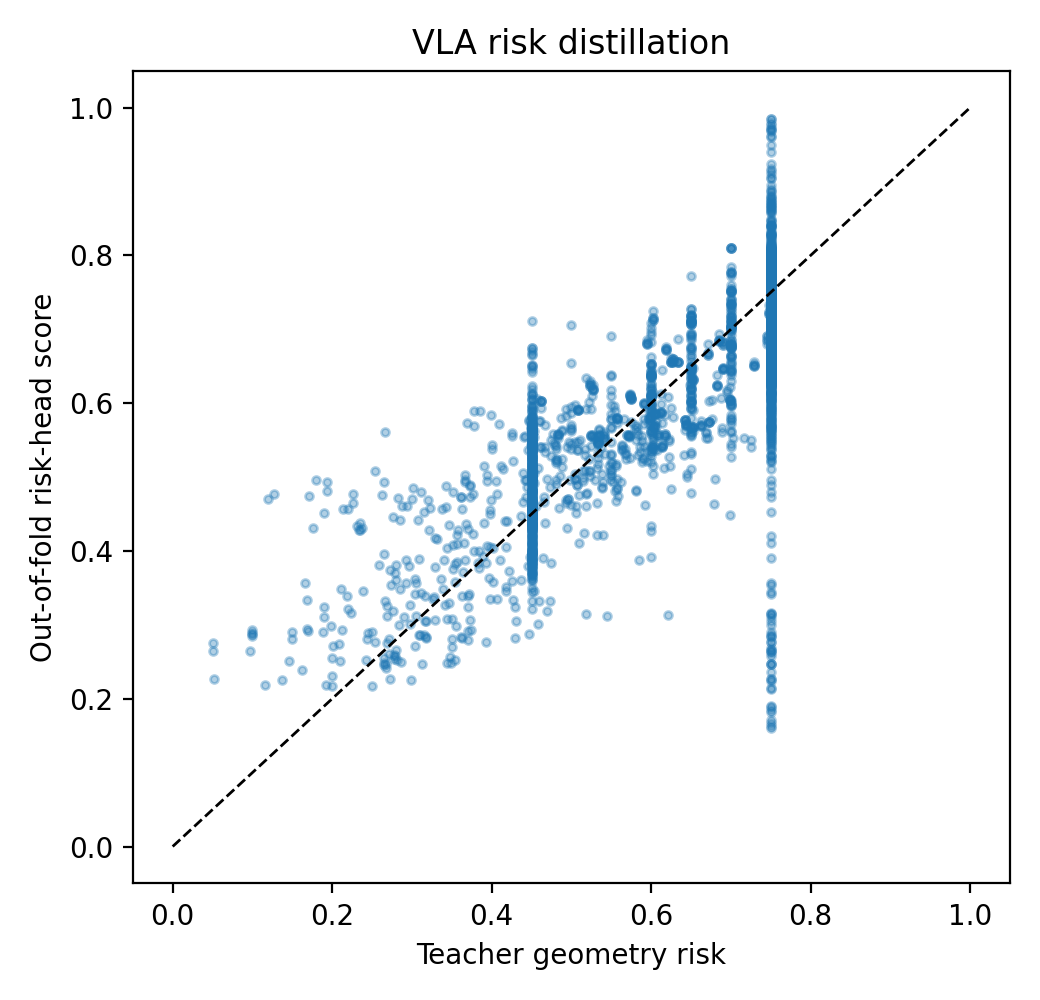 VLA risk distillation
Out-of-fold risk-head score
1.0
0.8
0.6
0.4
0.2
0.0
0.0 0.2 0.4 0.6 0.8 1.0
Teacher geometry risk